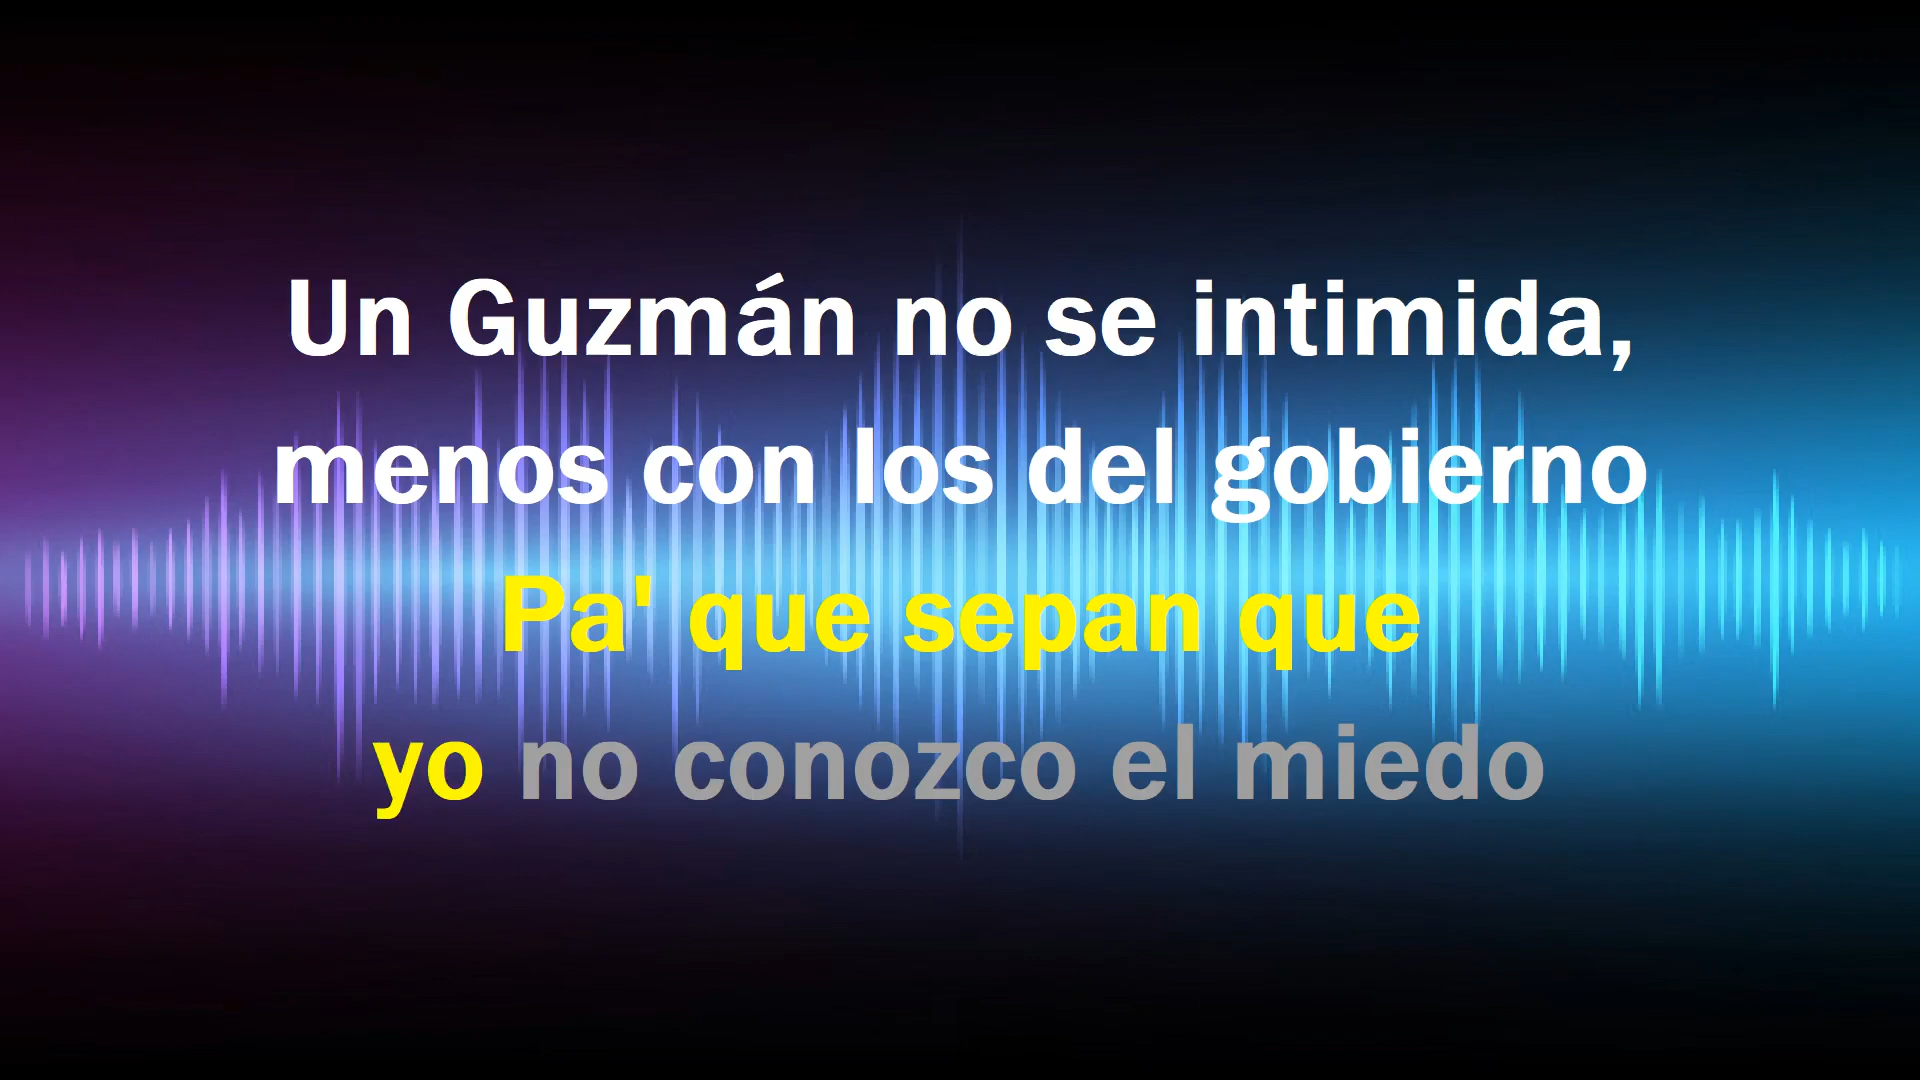 Un Guzmán no se intimida,
menos con los del gobierno
Pa' que sepan que
yo no conozco el miedo